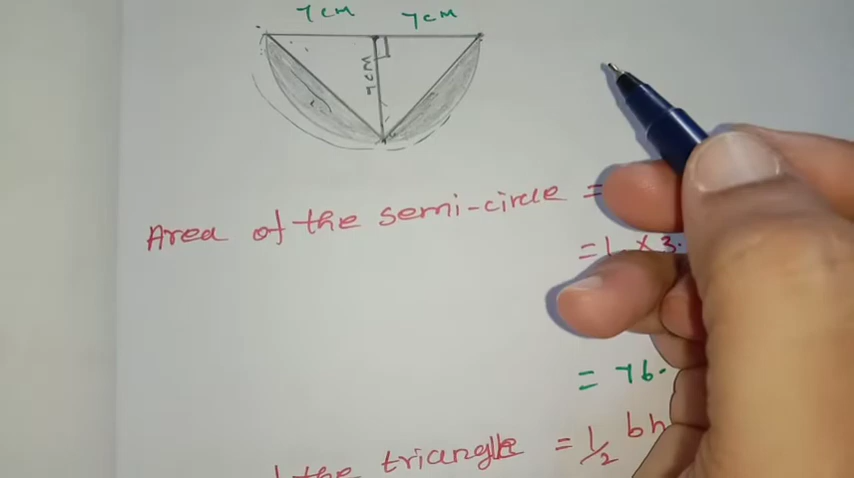 7cm 7cm
7cm
Area of the semi-circle =
= 1 × 3.
= 76.
the triangle = 1/2 bh